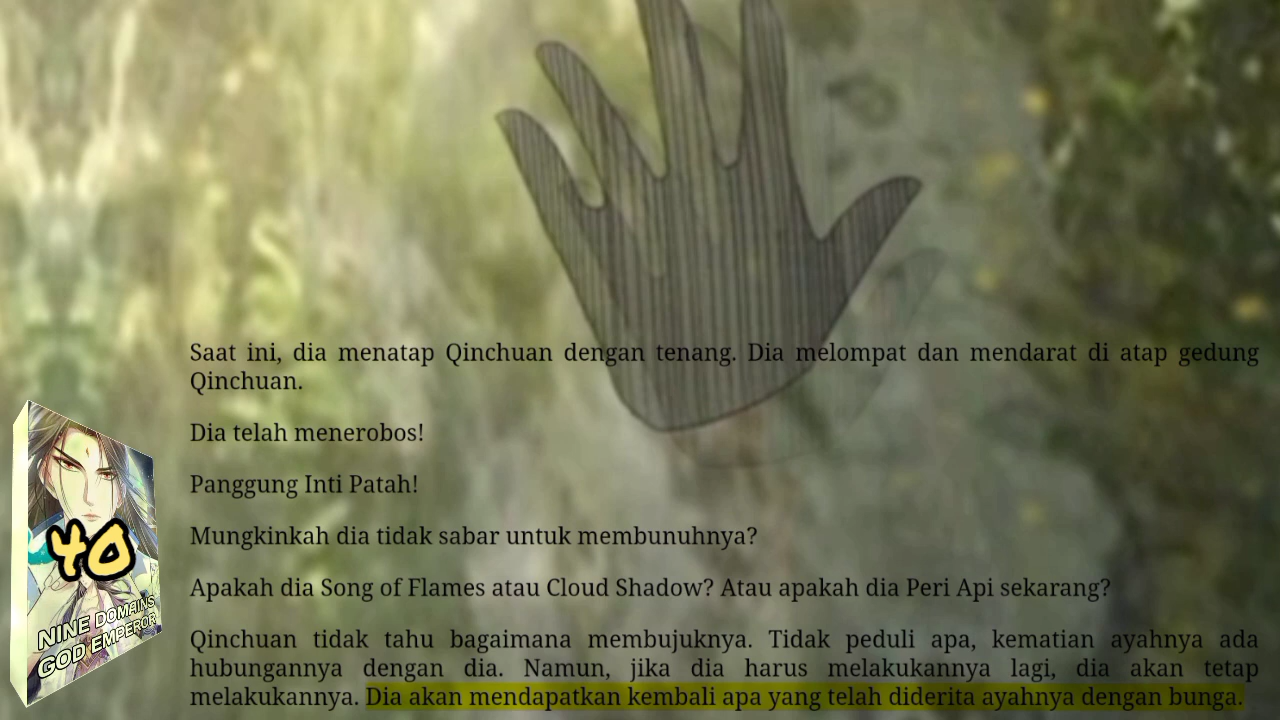 Saat ini, dia menatap Qinchuan dengan tenang. Dia melompat dan mendarat di atap gedung
Qinchuan.
Dia telah menerobos!
Panggung Inti Patah!
Mungkinkah dia tidak sabar untuk membunuhnya?
Apakah dia Song of Flames atau Cloud Shadow? Atau apakah dia Peri Api sekarang?
Qinchuan tidak tahu bagaimana membujuknya. Tidak peduli apa, kematian ayahnya ada
hubungannya dengan dia. Namun, jika dia harus melakukannya lagi, dia akan tetap
melakukannya. Dia akan mendapatkan kembali apa yang telah diderita ayahnya dengan bunga.
40
NINE DOMAINS
GOD EMPEROR